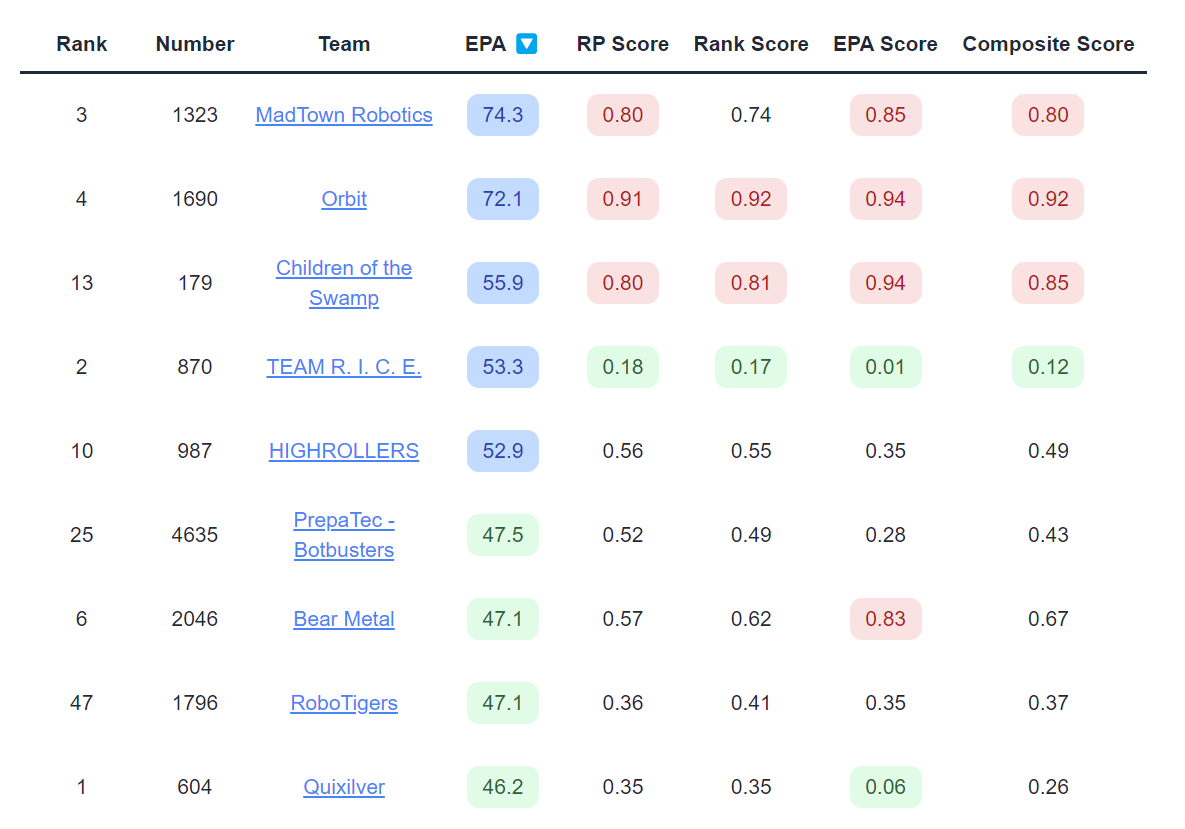 Rank Number Team EPA RP Score Rank Score EPA Score Composite Score
3 1323 MadTown Robotics 74.3 0.80 0.74 0.85 0.80
4 1690 Orbit 72.1 0.91 0.92 0.94 0.92
13 179 Children of the Swamp 55.9 0.80 0.81 0.94 0.85
2 870 TEAM R. I. C. E. 53.3 0.18 0.17 0.01 0.12
10 987 HIGHROLLERS 52.9 0.56 0.55 0.35 0.49
25 4635 PrepaTec - Botbusters 47.5 0.52 0.49 0.28 0.43
6 2046 Bear Metal 47.1 0.57 0.62 0.83 0.67
47 1796 RoboTigers 47.1 0.36 0.41 0.35 0.37
1 604 Quixilver 46.2 0.35 0.35 0.06 0.26